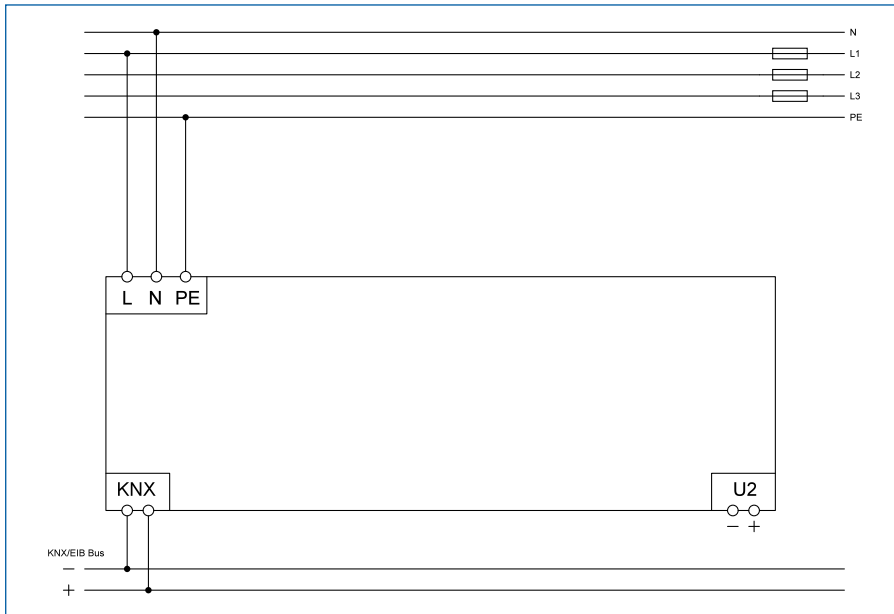 N
L1
L2
L3
PE
L N PE
KNX
U2
− +
KNX/EIB Bus
−
+